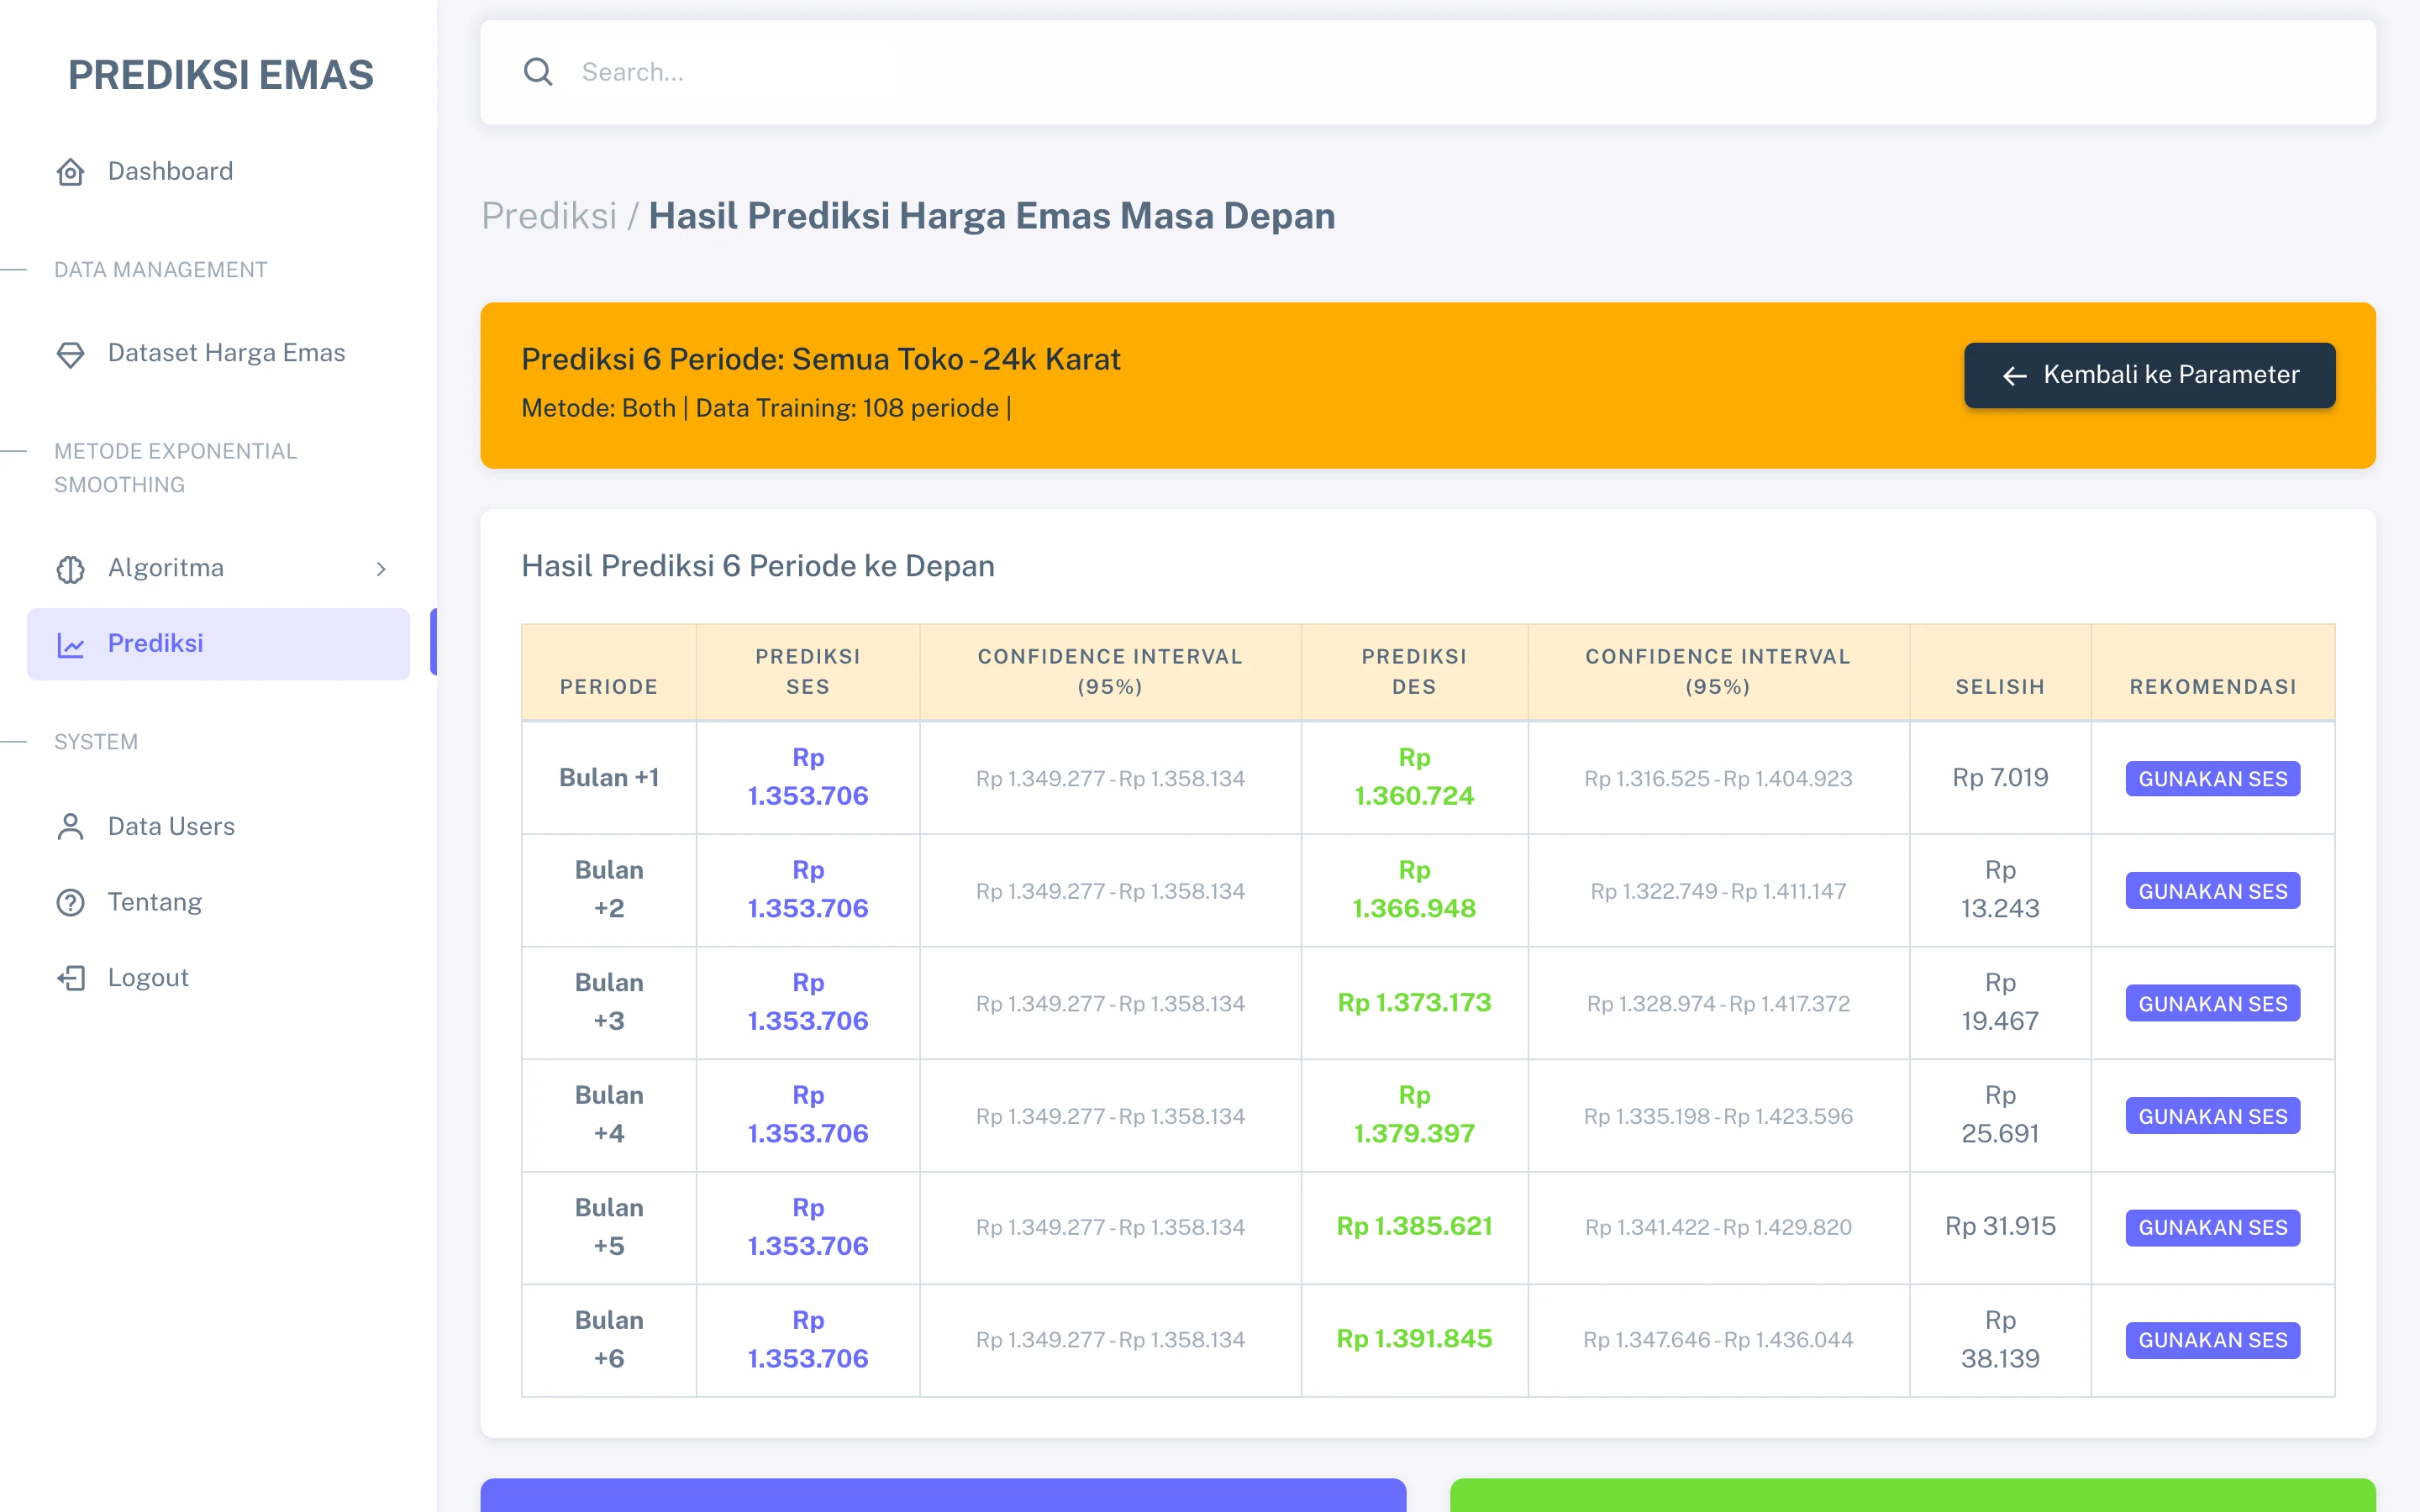 PREDIKSI EMAS
Dashboard
DATA MANAGEMENT
Dataset Harga Emas
METODE EXPONENTIAL
SMOOTHING
Algoritma
Prediksi
SYSTEM
Data Users
Tentang
Logout
Search...
Prediksi / Hasil Prediksi Harga Emas Masa Depan
Prediksi 6 Periode: Semua Toko - 24k Karat
Metode: Both | Data Training: 108 periode |
Kembali ke Parameter
Hasil Prediksi 6 Periode ke Depan
PERIODE
PREDIKSI
SES
CONFIDENCE INTERVAL
(95%)
PREDIKSI
DES
CONFIDENCE INTERVAL
(95%)
SELISIH
REKOMENDASI
Bulan +1
Rp
1.353.706
Rp 1.349.277 - Rp 1.358.134
Rp
1.360.724
Rp 1.316.525 - Rp 1.404.923
Rp 7.019
GUNAKAN SES
Bulan
+2
Rp
1.353.706
Rp 1.349.277 - Rp 1.358.134
Rp
1.366.948
Rp 1.322.749 - Rp 1.411.147
Rp
13.243
GUNAKAN SES
Bulan
+3
Rp
1.353.706
Rp 1.349.277 - Rp 1.358.134
Rp 1.373.173
Rp 1.328.974 - Rp 1.417.372
Rp
19.467
GUNAKAN SES
Bulan
+4
Rp
1.353.706
Rp 1.349.277 - Rp 1.358.134
Rp
1.379.397
Rp 1.335.198 - Rp 1.423.596
Rp
25.691
GUNAKAN SES
Bulan
+5
Rp
1.353.706
Rp 1.349.277 - Rp 1.358.134
Rp 1.385.621
Rp 1.341.422 - Rp 1.429.820
Rp 31.915
GUNAKAN SES
Bulan
+6
Rp
1.353.706
Rp 1.349.277 - Rp 1.358.134
Rp 1.391.845
Rp 1.347.646 - Rp 1.436.044
Rp
38.139
GUNAKAN SES